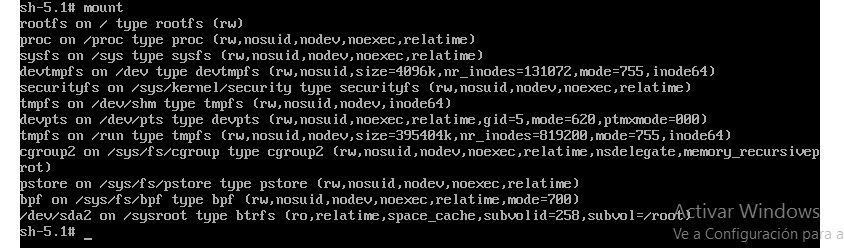 sh-5.1# mount
rootfs on / type rootfs (rw)
proc on /proc type proc (rw,nosuid,nodev,noexec,relatime)
sysfs on /sys type sysfs (rw,nosuid,nodev,noexec,relatime)
devtmpfs on /dev type devtmpfs (rw,nosuid,size=4096k,nr_inodes=131072,mode=755,inode64)
securityfs on /sys/kernel/security type securityfs (rw,nosuid,nodev,noexec,relatime)
tmpfs on /dev/shm type tmpfs (rw,nosuid,nodev,inode64)
devpts on /dev/pts type devpts (rw,nosuid,noexec,relatime,gid=5,mode=620,ptmxmode=000)
tmpfs on /run type tmpfs (rw,nosuid,nodev,size=395404k,nr_inodes=819200,mode=755,inode64)
cgroup2 on /sys/fs/cgroup type cgroup2 (rw,nosuid,nodev,noexec,relatime,nsdelegate,memory_recursivep
rot)
pstore on /sys/fs/pstore type pstore (rw,nosuid,nodev,noexec,relatime)
bpf on /sys/fs/bpf type bpf (rw,nosuid,nodev,noexec,relatime,mode=700)
/dev/sda2 on /sysroot type btrfs (ro,relatime,space_cache,subvolid=258,subvol=/root)
sh-5.1# _
Activar Windows
Ve a Configuración para a